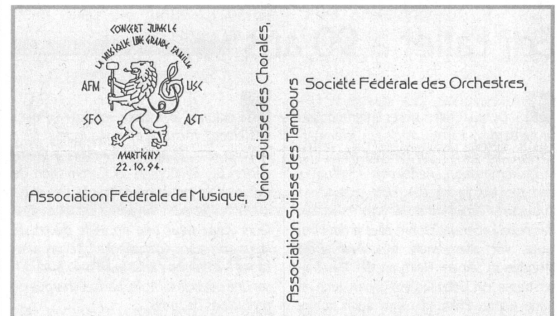 CONCERT JUMELE
LA MUSIQUE UNE GRANDE FAMILLE
AFM
USC
SFO
AST
MARTIGNY
22.10.94.
Association Fédérale de Musique,
Union Suisse des Chorales,
Association Suisse des Tambours
Société Fédérale des Orchestres,